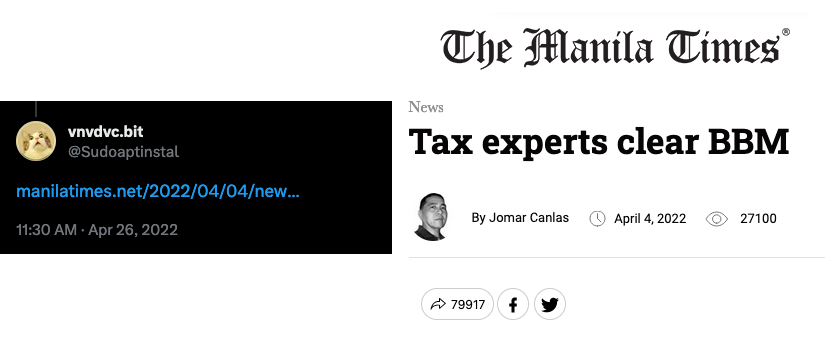 The Manila Times®
vnvdvc.bit
@Sudoaptinstal
manilatimes.net/2022/04/04/new...
11:30 AM · Apr 26, 2022
News
Tax experts clear BBM
By Jomar Canlas April 4, 2022 27100
79917